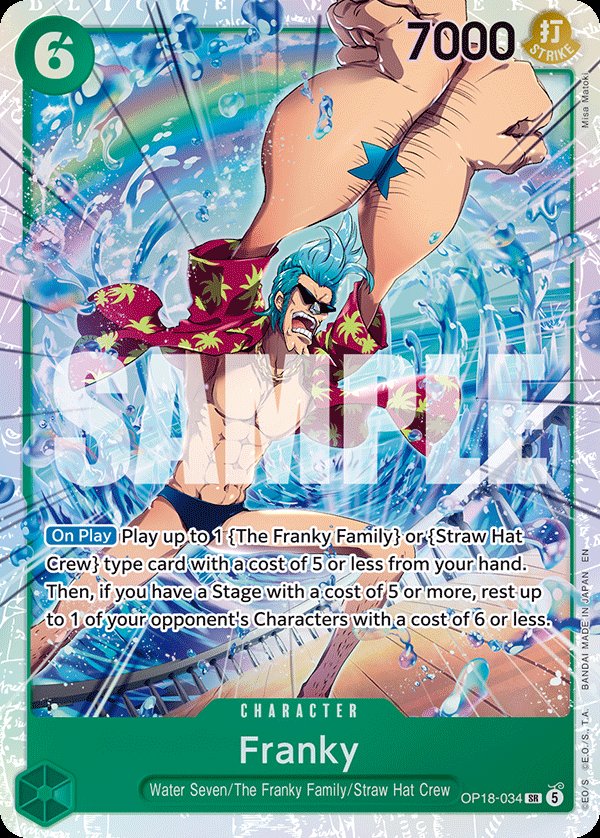 6
7000
打
STRIKE
Misa Matoki
SAMPLE
On Play Play up to 1 {The Franky Family} or {Straw Hat
Crew} type card with a cost of 5 or less from your hand.
Then, if you have a Stage with a cost of 5 or more, rest up
to 1 of your opponent's Characters with a cost of 6 or less.
©E.O/S. ©E.O./S., T.A. BANDAI MADE IN JAPAN EN
CHARACTER
Franky
Water Seven/The Franky Family/Straw Hat Crew
OP18-034 SR 5